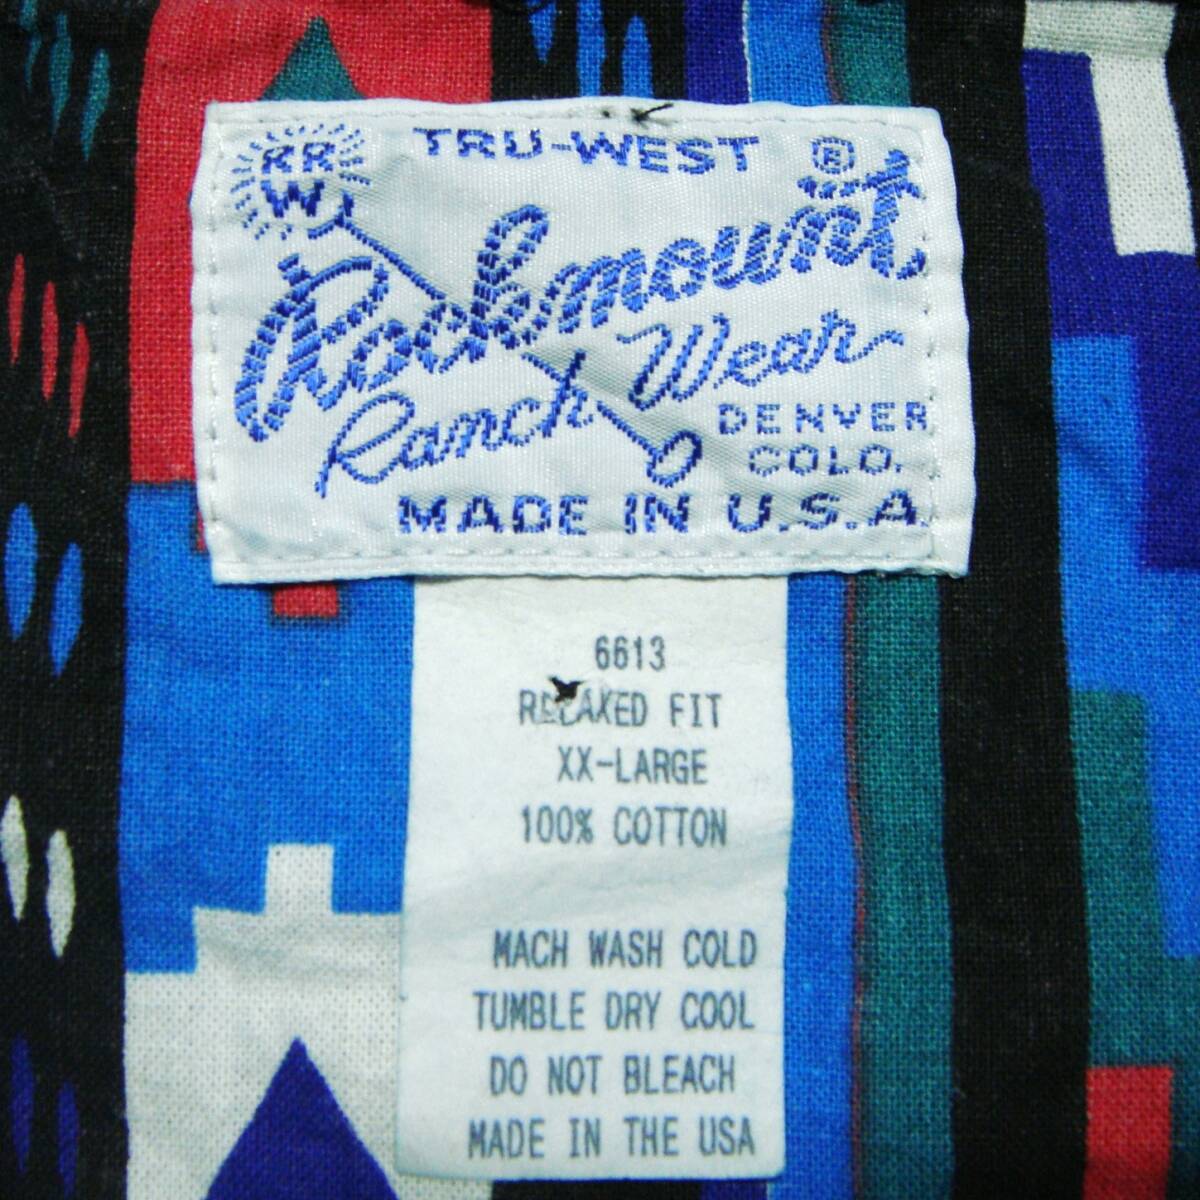 RR
W
TRU-WEST ®
Rockmount
Ranch Wear
DENVER
COLO.
MADE IN U.S.A.
6613
RELAXED FIT
XX-LARGE
100% COTTON
MACH WASH COLD
TUMBLE DRY COOL
DO NOT BLEACH
MADE IN THE USA